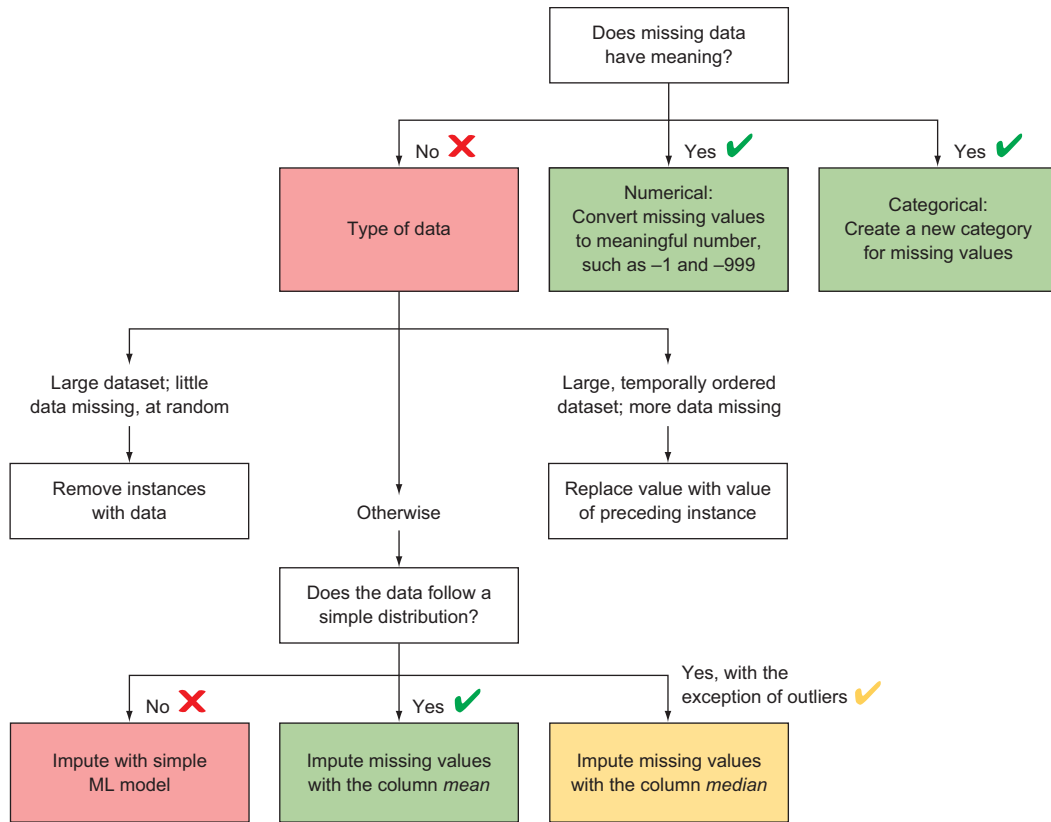 Does missing data
have meaning?
No
Yes
Yes
Type of data
Numerical:
Convert missing values
to meaningful number,
such as –1 and –999
Categorical:
Create a new category
for missing values
Large dataset; little
data missing, at random
Large, temporally ordered
dataset; more data missing
Remove instances
with data
Otherwise
Replace value with value
of preceding instance
Does the data follow a
simple distribution?
No
Yes
Yes, with the
exception of outliers
Impute with simple
ML model
Impute missing values
with the column mean
Impute missing values
with the column median